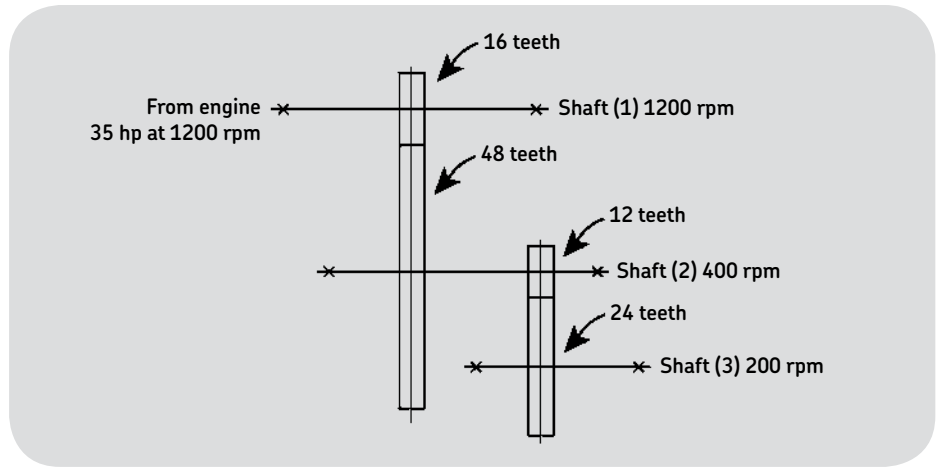 16 teeth
From engine
35 hp at 1200 rpm
Shaft (1) 1200 rpm
48 teeth
12 teeth
Shaft (2) 400 rpm
24 teeth
Shaft (3) 200 rpm